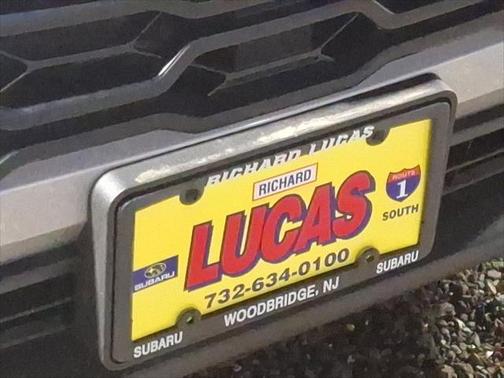 RICHARD LUCAS
RICHARD
LUCAS
ROUTE
1
SOUTH
SUBARU
732-634-0100
WOODBRIDGE, NJ
SUBARU
SUBARU